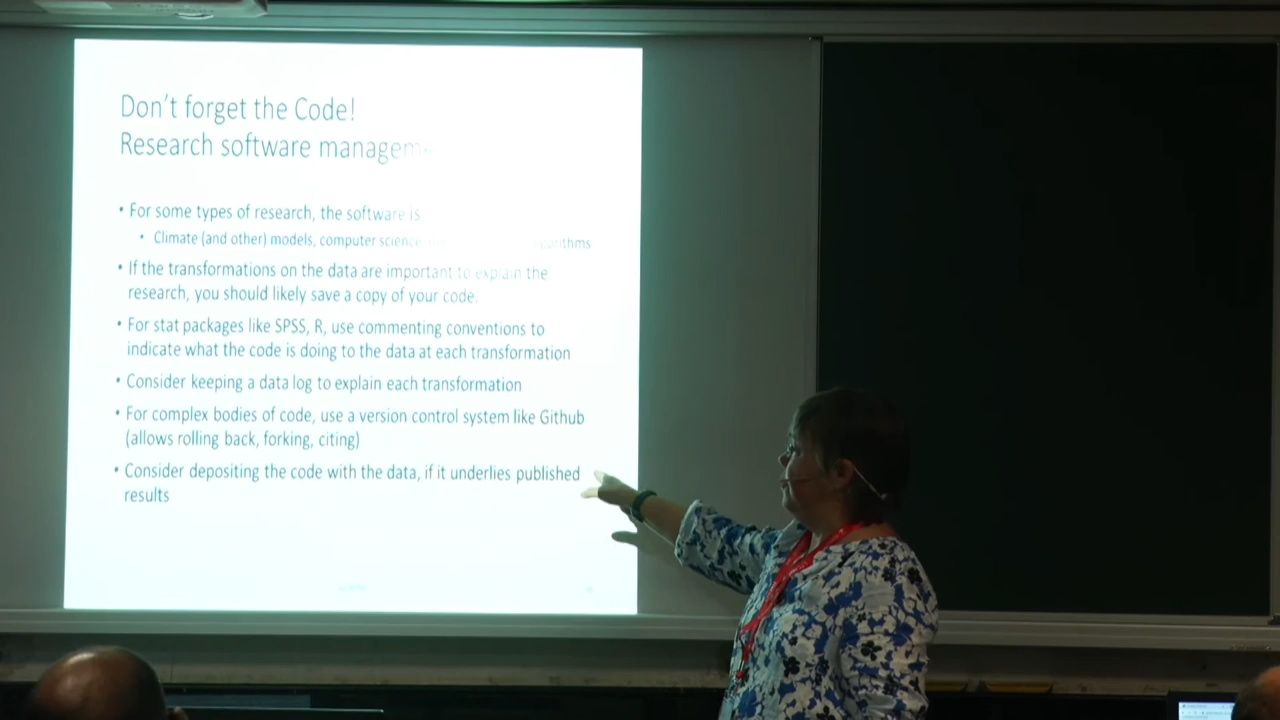 Don't forget the Code!
Research software
• For some types of research, the software is
• Climate (and other) models, computer science
• If the transformations on the data are important to explain the
research, you should likely save a copy of your code.
• For stat packages like SPSS, R, use commenting conventions to
indicate what the code is doing to the data at each transformation
• Consider keeping a data log to explain each transformation
• For complex bodies of code, use a version control system like Github
(allows rolling back, forking, citing)
• Consider depositing the code with the data, if it underlies published
results